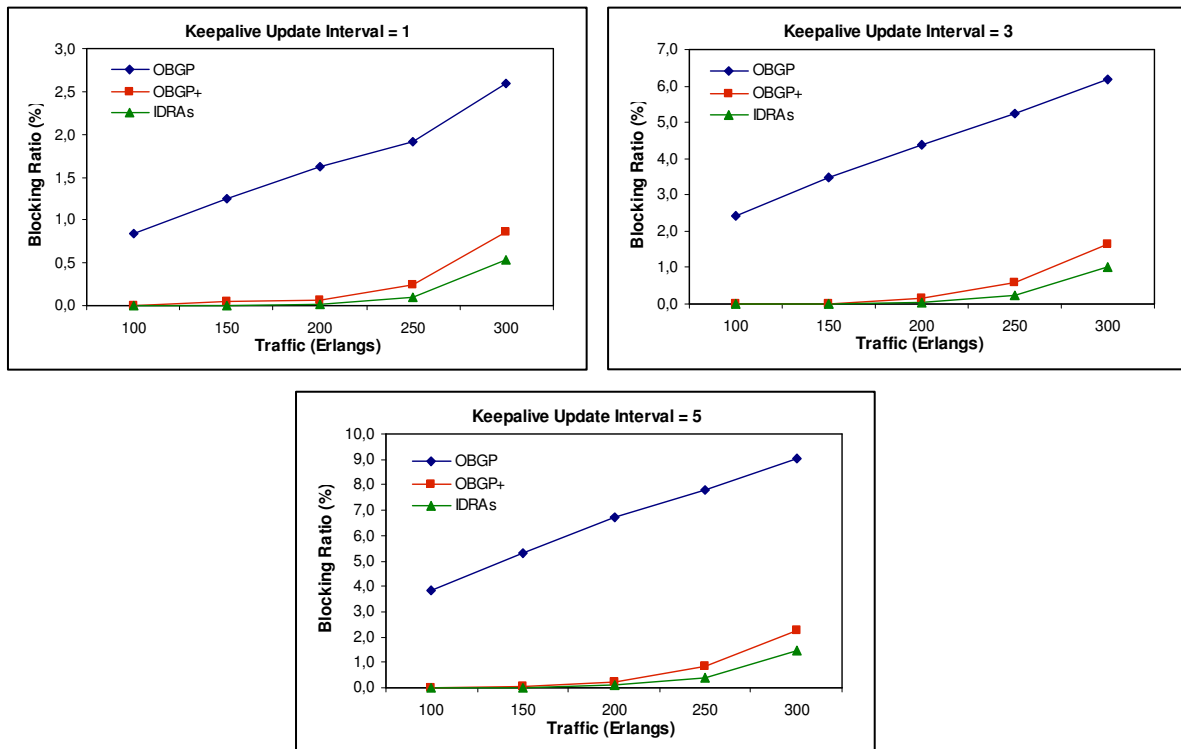 Keepalive Update Interval = 1
3,0
2,5
2,0
1,5
1,0
0,5
0,0
Blocking Ratio (%)
OBGP
OBGP+
IDRAs
100 150 200 250 300
Traffic (Erlangs)
Keepalive Update Interval = 3
7,0
6,0
5,0
4,0
3,0
2,0
1,0
0,0
Blocking Ratio (%)
OBGP
OBGP+
IDRAs
100 150 200 250 300
Traffic (Erlangs)
Keepalive Update Interval = 5
10,0
9,0
8,0
7,0
6,0
5,0
4,0
3,0
2,0
1,0
0,0
Blocking Ratio (%)
OBGP
OBGP+
IDRAs
100 150 200 250 300
Traffic (Erlangs)